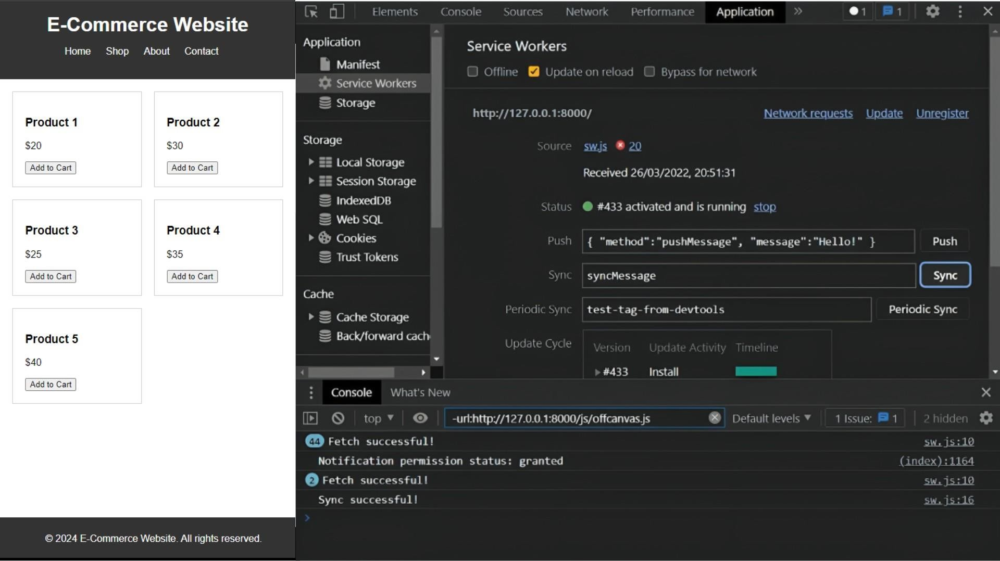 E-Commerce Website
Home Shop About Contact
Product 1
$20
Add to Cart
Product 2
$30
Add to Cart
Product 3
$25
Add to Cart
Product 4
$35
Add to Cart
Product 5
$40
Add to Cart
© 2024 E-Commerce Website. All rights reserved.
Elements Console Sources Network Performance Application » 1 1
Application
Manifest
Service Workers
Storage
Storage
Local Storage
Session Storage
IndexedDB
Web SQL
Cookies
Trust Tokens
Cache
Cache Storage
Back/forward cach
Service Workers
Offline Update on reload Bypass for network
http://127.0.0.1:8000/ Network requests Update Unregister
Source sw.js 20
Received 26/03/2022, 20:51:31
Status #433 activated and is running stop
Push { "method":"pushMessage", "message":"Hello!" } Push
Sync syncMessage Sync
Periodic Sync test-tag-from-devtools Periodic Sync
Update Cycle Version Update Activity Timeline
#433 Install
Console What's New
top -url:http://127.0.0.1:8000/js/offcanvas.js Default levels 1 Issue: 1 2 hidden
44 Fetch successful! sw.js:10
Notification permission status: granted (index):1164
2 Fetch successful! sw.js:10
Sync successful! sw.js:16